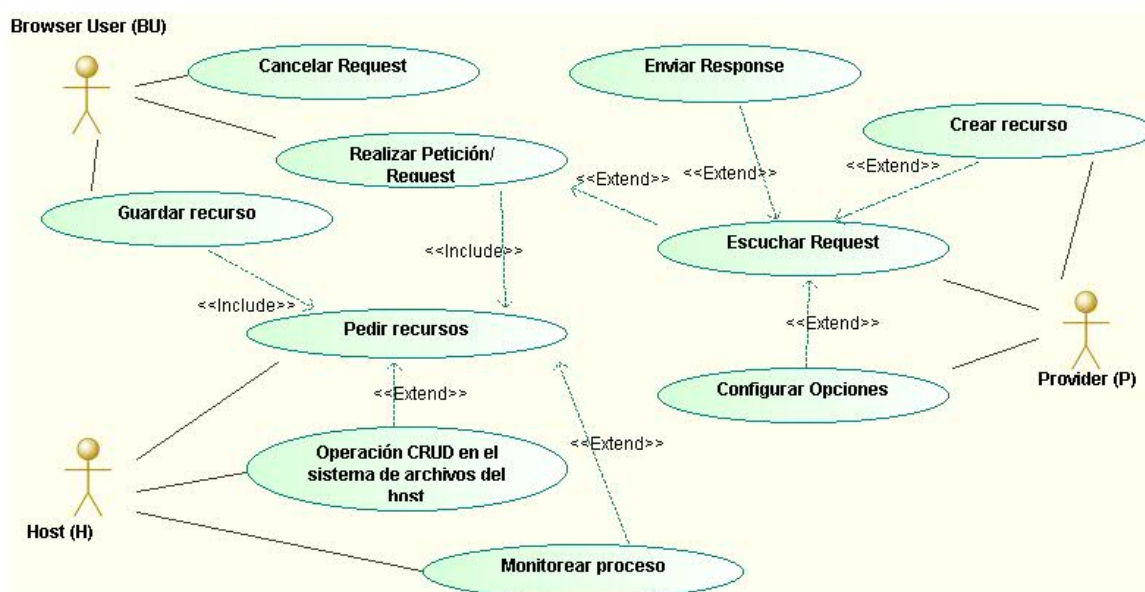 Browser User (BU)
Cancelar Request
Enviar Response
Crear recurso
Realizar Petición/
Request
<<Extend>>
<<Extend>>
<<Extend>>
Guardar recurso
Escuchar Request
<<Include>>
<<Include>>
Pedir recursos
<<Extend>>
<<Extend>>
Configurar Opciones
Provider (P)
<<Extend>>
Operación CRUD en el
sistema de archivos del
host
Host (H)
Monitorear proceso